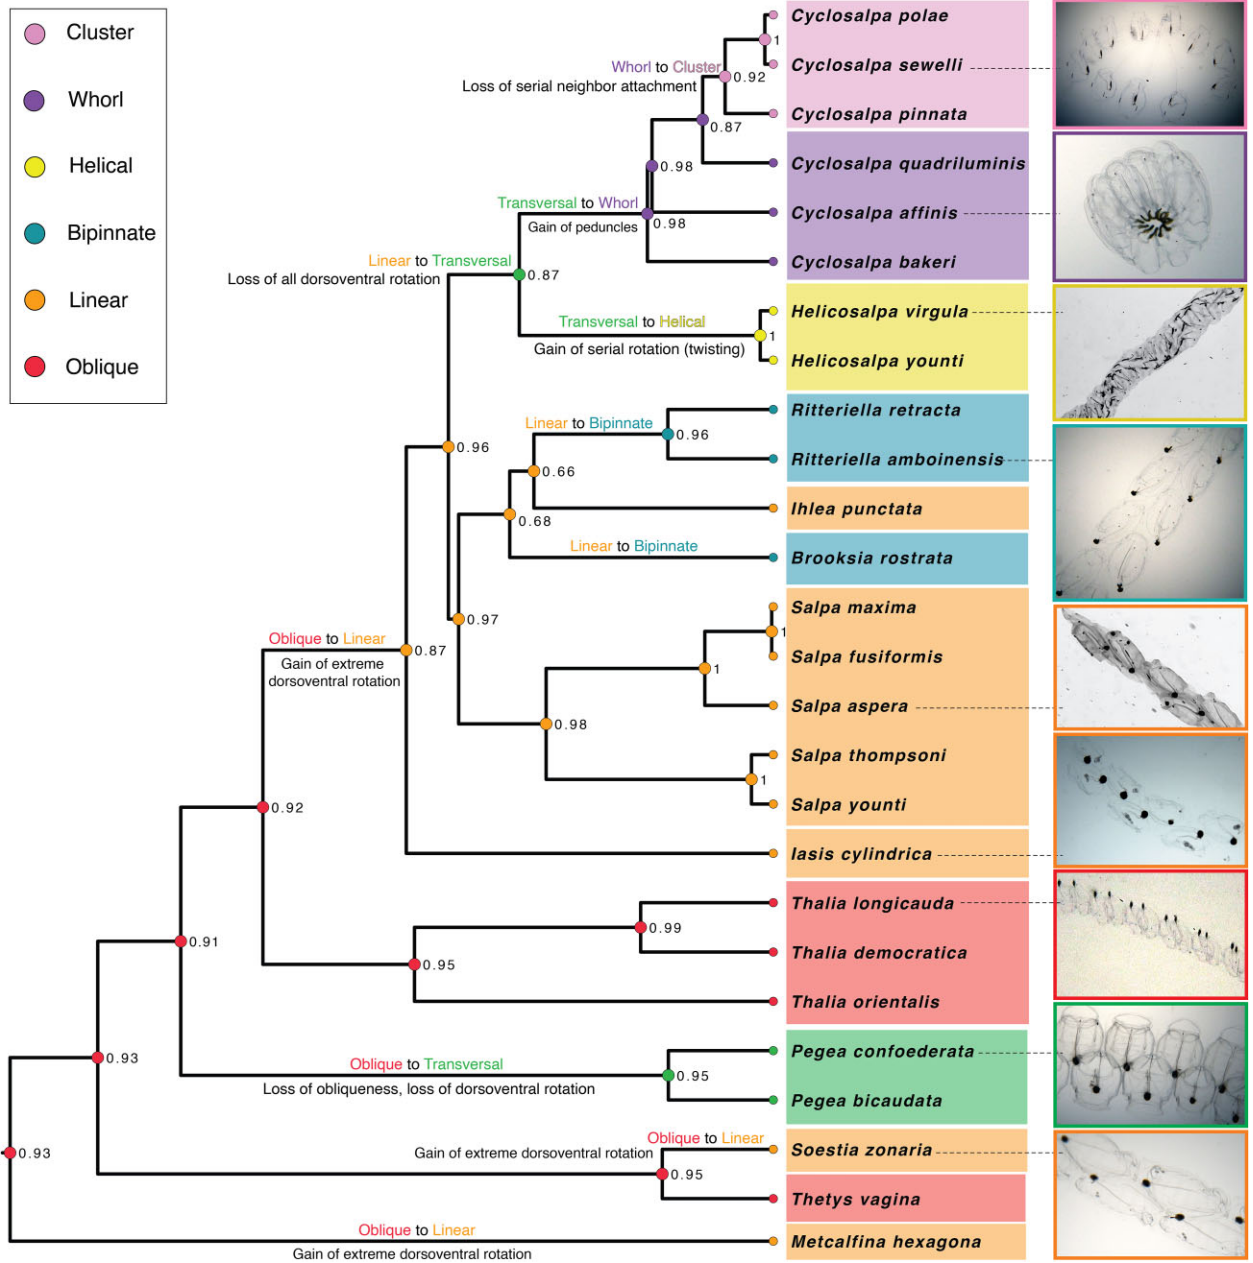 Cluster
Whorl
Helical
Bipinnate
Linear
Oblique
Cyclosalpa polae
1
Cyclosalpa sewelli
Whorl to Cluster
0.92
Loss of serial neighbor attachment
Cyclosalpa pinnata
0.87
Cyclosalpa quadriluminis
0.98
Transversal to Whorl
Cyclosalpa affinis
Gain of peduncles
0.98
Linear to Transversal
Cyclosalpa bakeri
Loss of all dorsoventral rotation
0.87
Helicosalpa virgula
Transversal to Helical
1
Gain of serial rotation (twisting)
Helicosalpa younti
Ritteriella retracta
Linear to Bipinnate
0.96
0.96
Ritteriella amboinensis
0.66
Ihlea punctata
0.68
Linear to Bipinnate
Brooksia rostrata
Salpa maxima
0.97
1
Oblique to Linear
0.87
Salpa fusiformis
Gain of extreme
dorsoventral rotation
1
Salpa aspera
0.98
Salpa thompsoni
1
Salpa younti
0.92
Iasis cylindrica
Thalia longicauda
0.99
0.91
Thalia democratica
0.95
Thalia orientalis
Pegea confoederata
0.93
Oblique to Transversal
0.95
Loss of obliqueness, loss of dorsoventral rotation
Pegea bicaudata
Oblique to Linear
Soestia zonaria
0.93
Gain of extreme dorsoventral rotation
0.95
Thetys vagina
Oblique to Linear
Metcalfina hexagona
Gain of extreme dorsoventral rotation